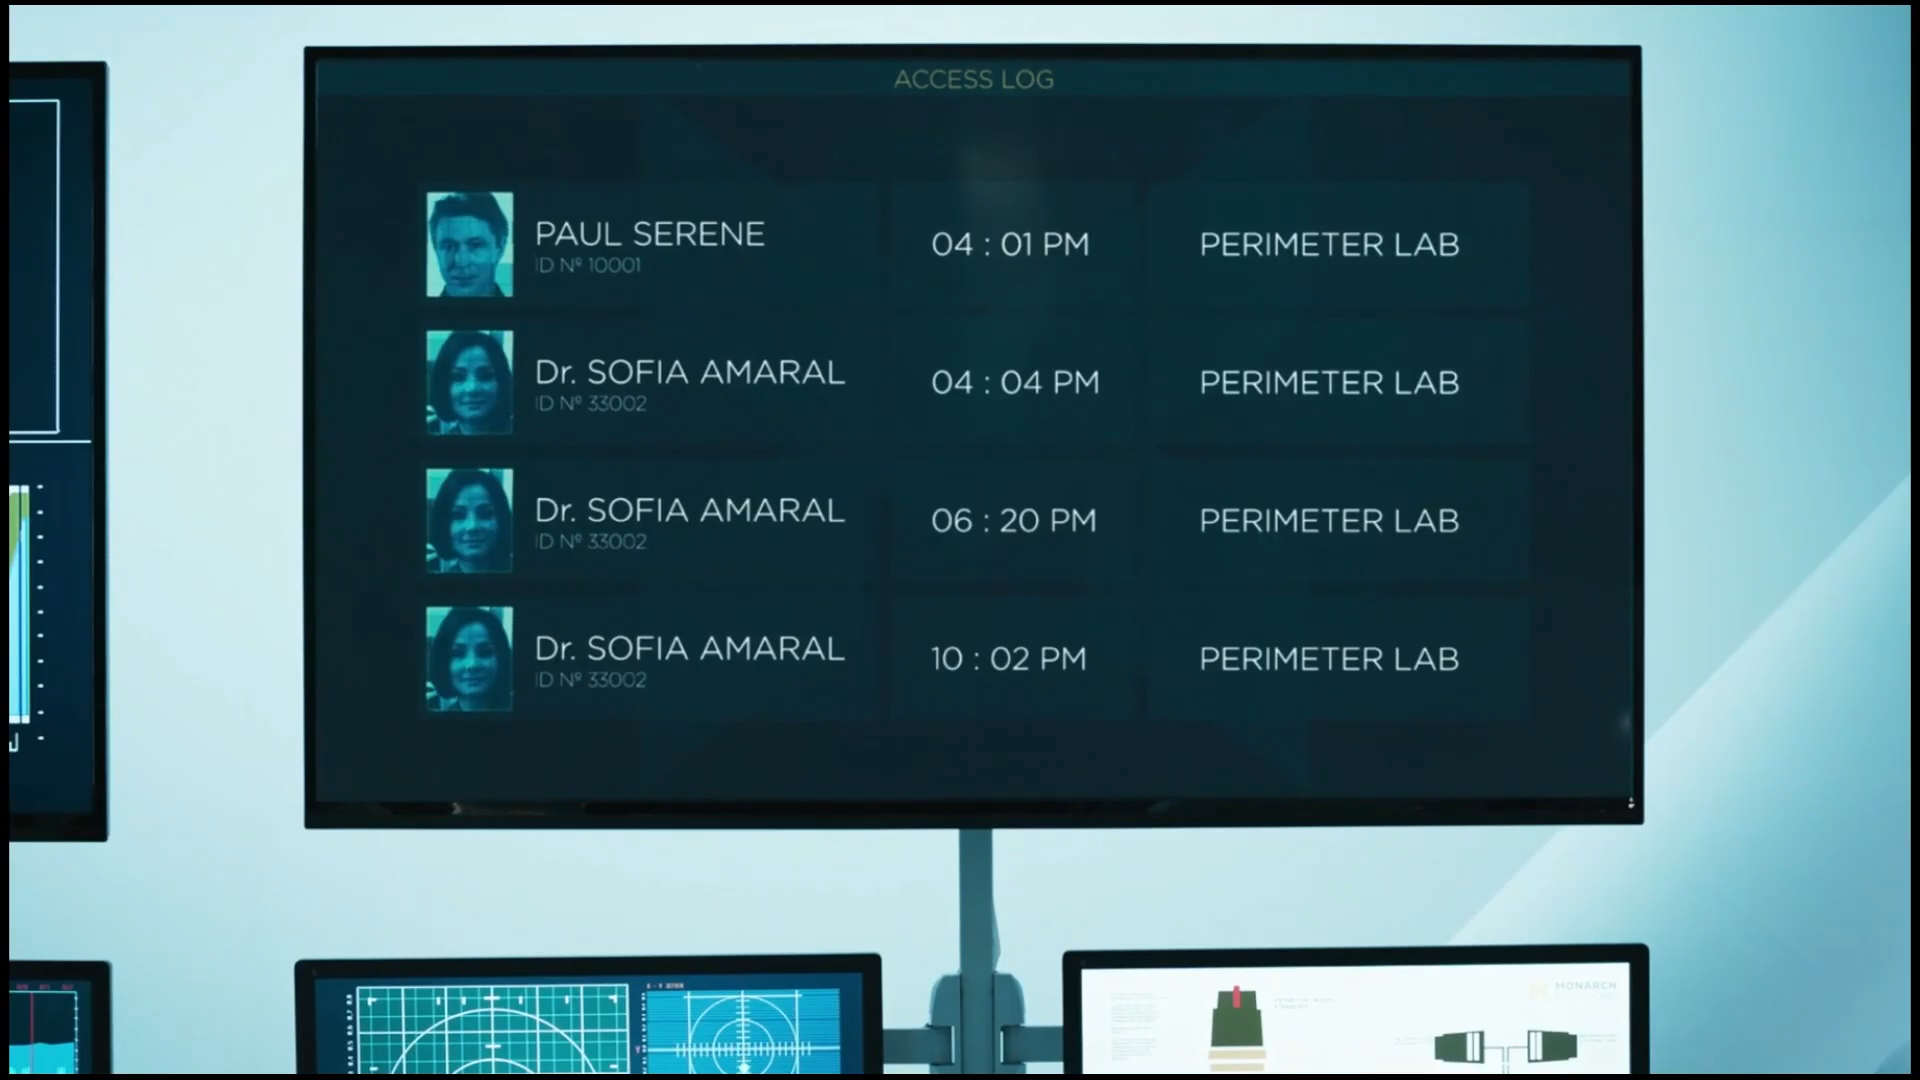 ACCESS LOG
PAUL SERENE
ID Nº 10001
04 : 01 PM
PERIMETER LAB
Dr. SOFIA AMARAL
ID Nº 33002
04 : 04 PM
PERIMETER LAB
Dr. SOFIA AMARAL
ID Nº 33002
06 : 20 PM
PERIMETER LAB
Dr. SOFIA AMARAL
ID Nº 33002
10 : 02 PM
PERIMETER LAB
MONARCH